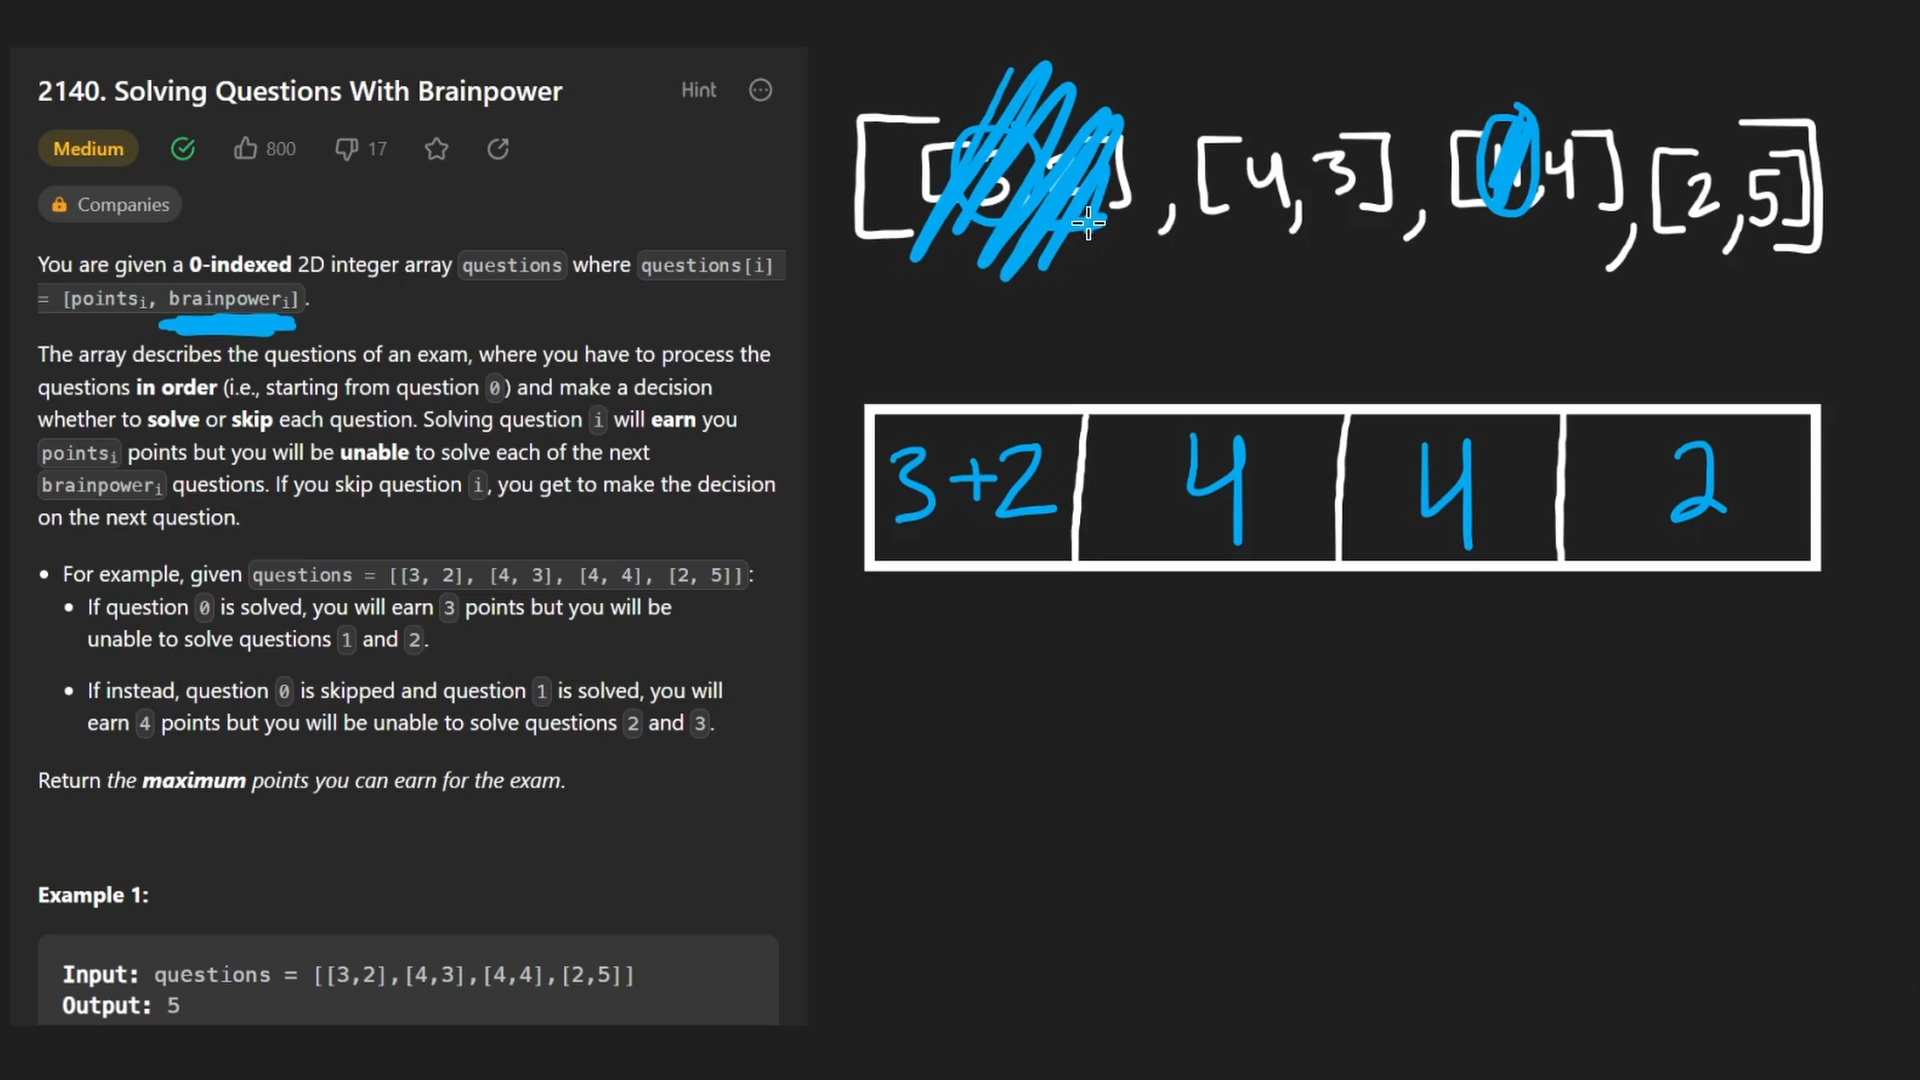 2140. Solving Questions With Brainpower
Hint
Medium
800
17
Companies
You are given a 0-indexed 2D integer array questions where questions[i]
= [pointsᵢ, brainpowerᵢ].
The array describes the questions of an exam, where you have to process the
questions in order (i.e., starting from question 0) and make a decision
whether to solve or skip each question. Solving question i will earn you
pointsᵢ points but you will be unable to solve each of the next
brainpowerᵢ questions. If you skip question i, you get to make the decision
on the next question.
• For example, given questions = [[3, 2], [4, 3], [4, 4], [2, 5]]:
• If question 0 is solved, you will earn 3 points but you will be
unable to solve questions 1 and 2.
• If instead, question 0 is skipped and question 1 is solved, you will
earn 4 points but you will be unable to solve questions 2 and 3.
Return the maximum points you can earn for the exam.
Example 1:
Input: questions = [[3,2],[4,3],[4,4],[2,5]]
Output: 5
[[ ], [4,3], [ ,4], [2,5]]
3+2 4 4 2